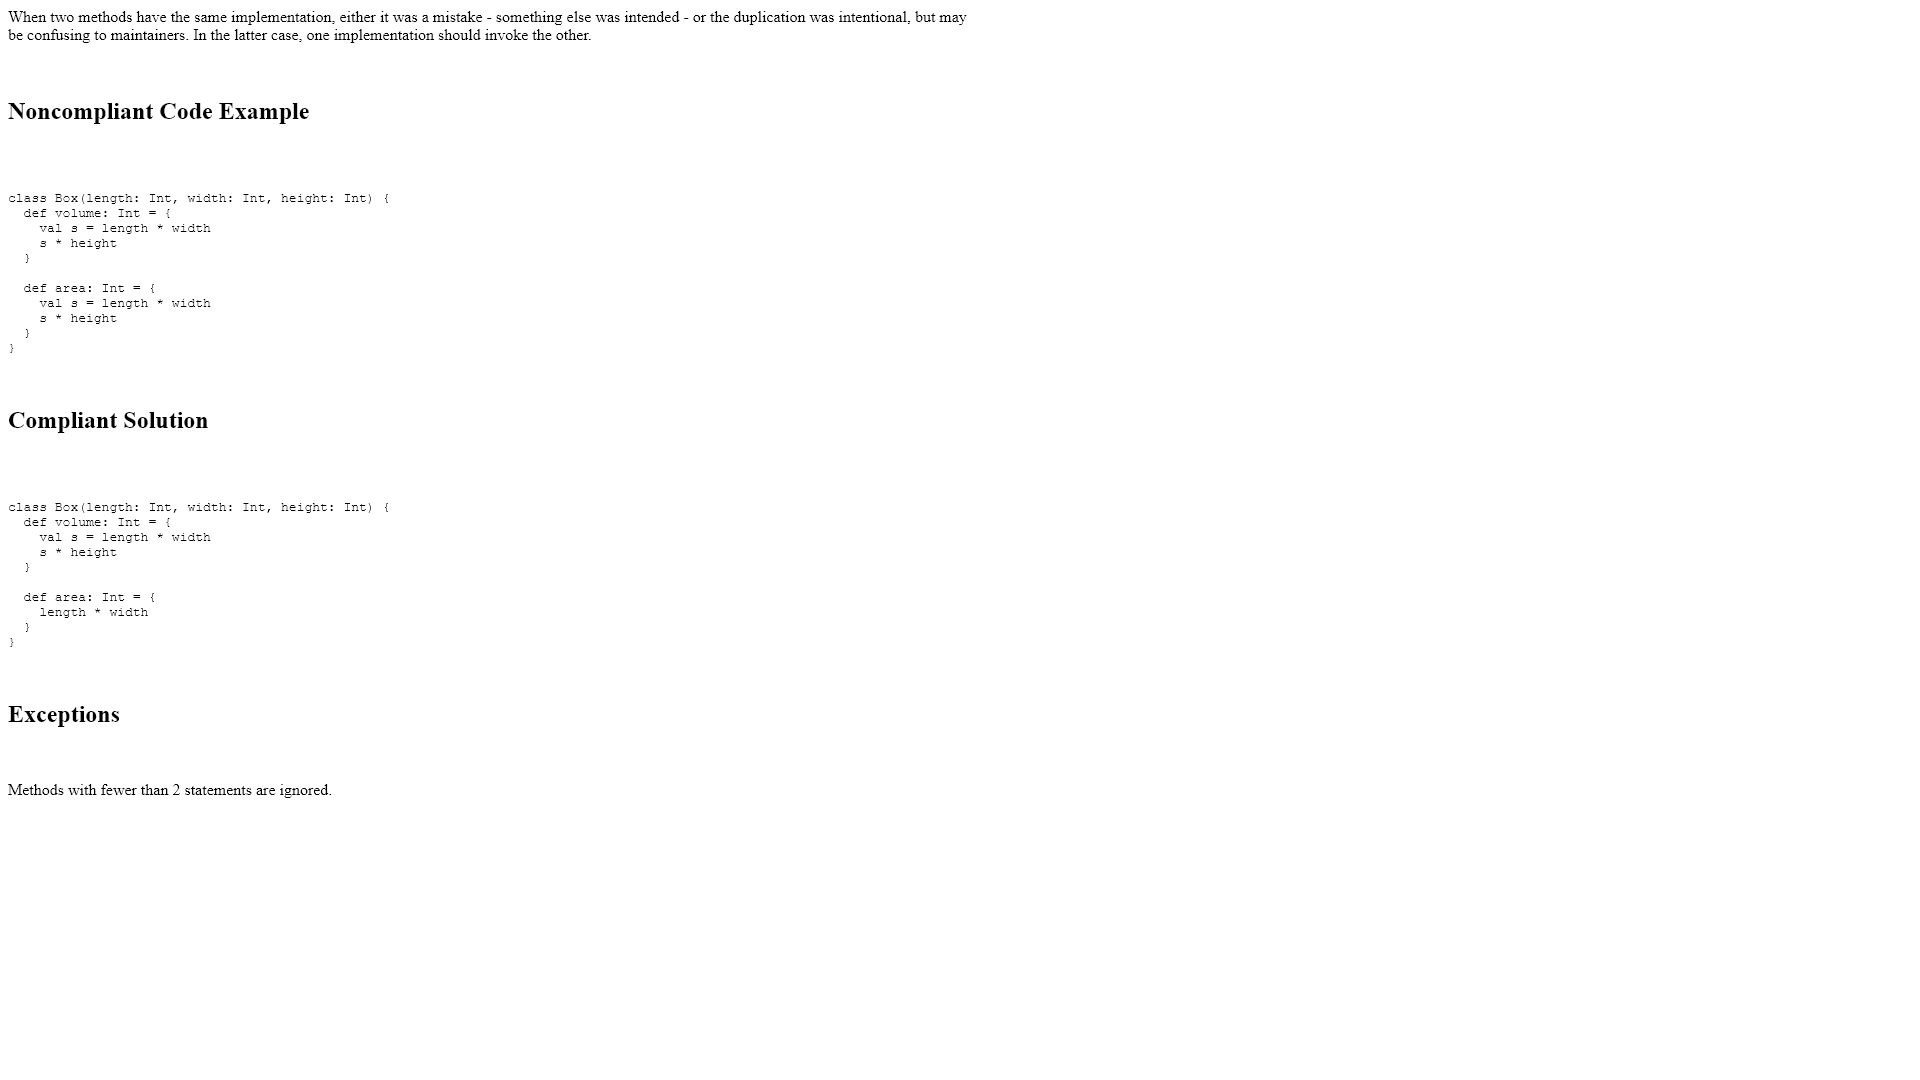 When two methods have the same implementation, either it was a mistake - something else was intended - or the duplication was intentional, but may
be confusing to maintainers. In the latter case, one implementation should invoke the other.
Noncompliant Code Example
class Box(length: Int, width: Int, height: Int) {
  def volume: Int = {
    val s = length * width
    s * height
  }
  def area: Int = {
    val s = length * width
    s * height
  }
}
Compliant Solution
class Box(length: Int, width: Int, height: Int) {
  def volume: Int = {
    val s = length * width
    s * height
  }
  def area: Int = {
    length * width
  }
}
Exceptions
Methods with fewer than 2 statements are ignored.